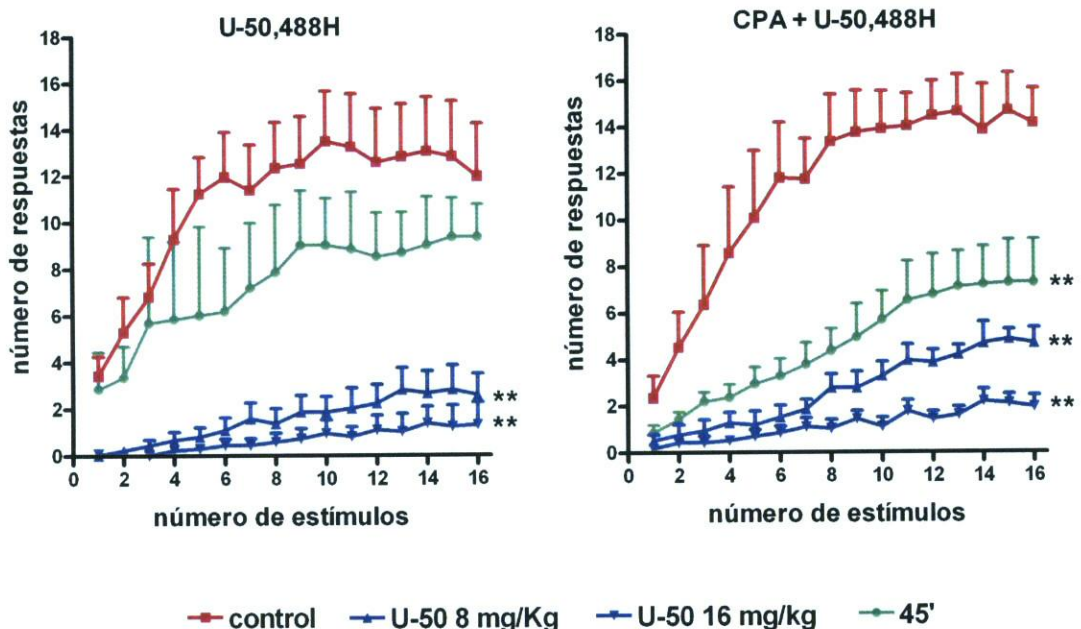 U-50,488H
número de respuestas
18
16
14
12
10
8
6
4
2
0
**
**
0 2 4 6 8 10 12 14 16
número de estímulos
CPA + U-50,488H
número de respuestas
18
16
14
12
10
8
6
4
2
0
**
**
**
0 2 4 6 8 10 12 14 16
número de estímulos
control U-50 8 mg/Kg U-50 16 mg/kg 45'